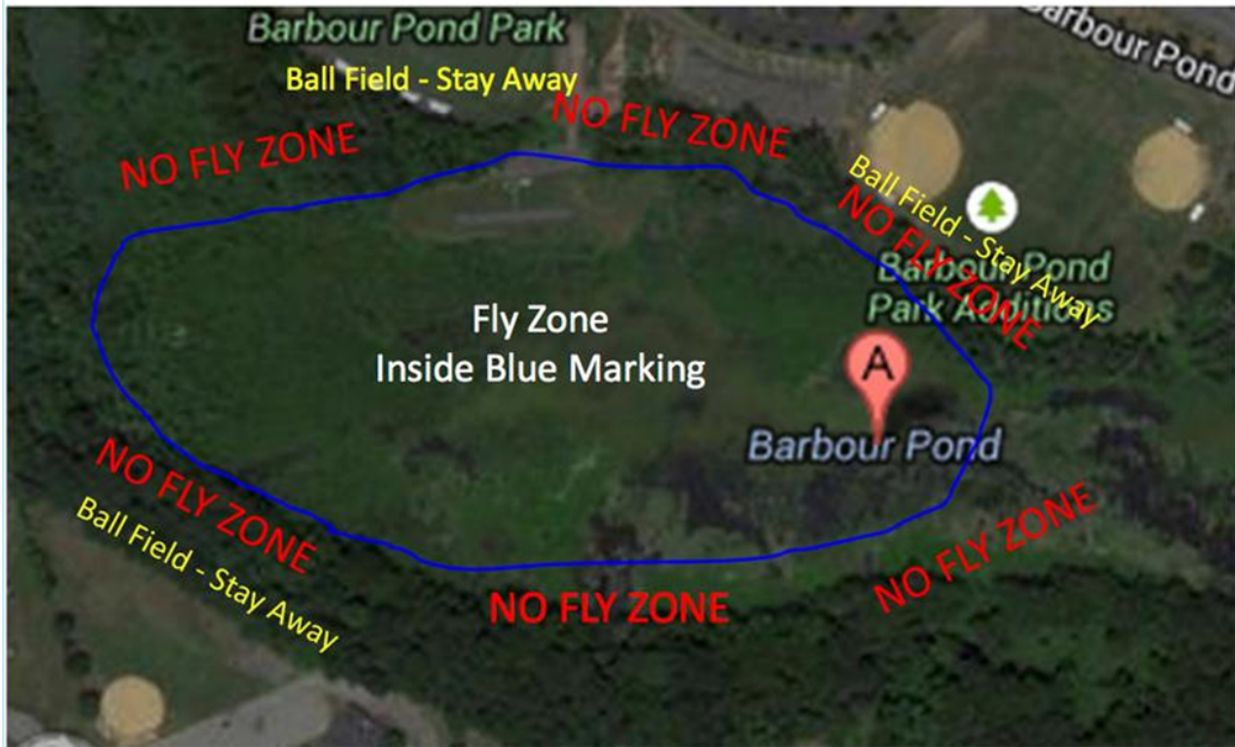 Barbour Pond Park
Barbour Pond
Ball Field - Stay Away
NO FLY ZONE
NO FLY ZONE
Ball Field - Stay Away
NO FLY ZONE
Barbour Pond
Park Additions
Fly Zone
Inside Blue Marking
A
Barbour Pond
NO FLY ZONE
Ball Field - Stay Away
NO FLY ZONE
NO FLY ZONE